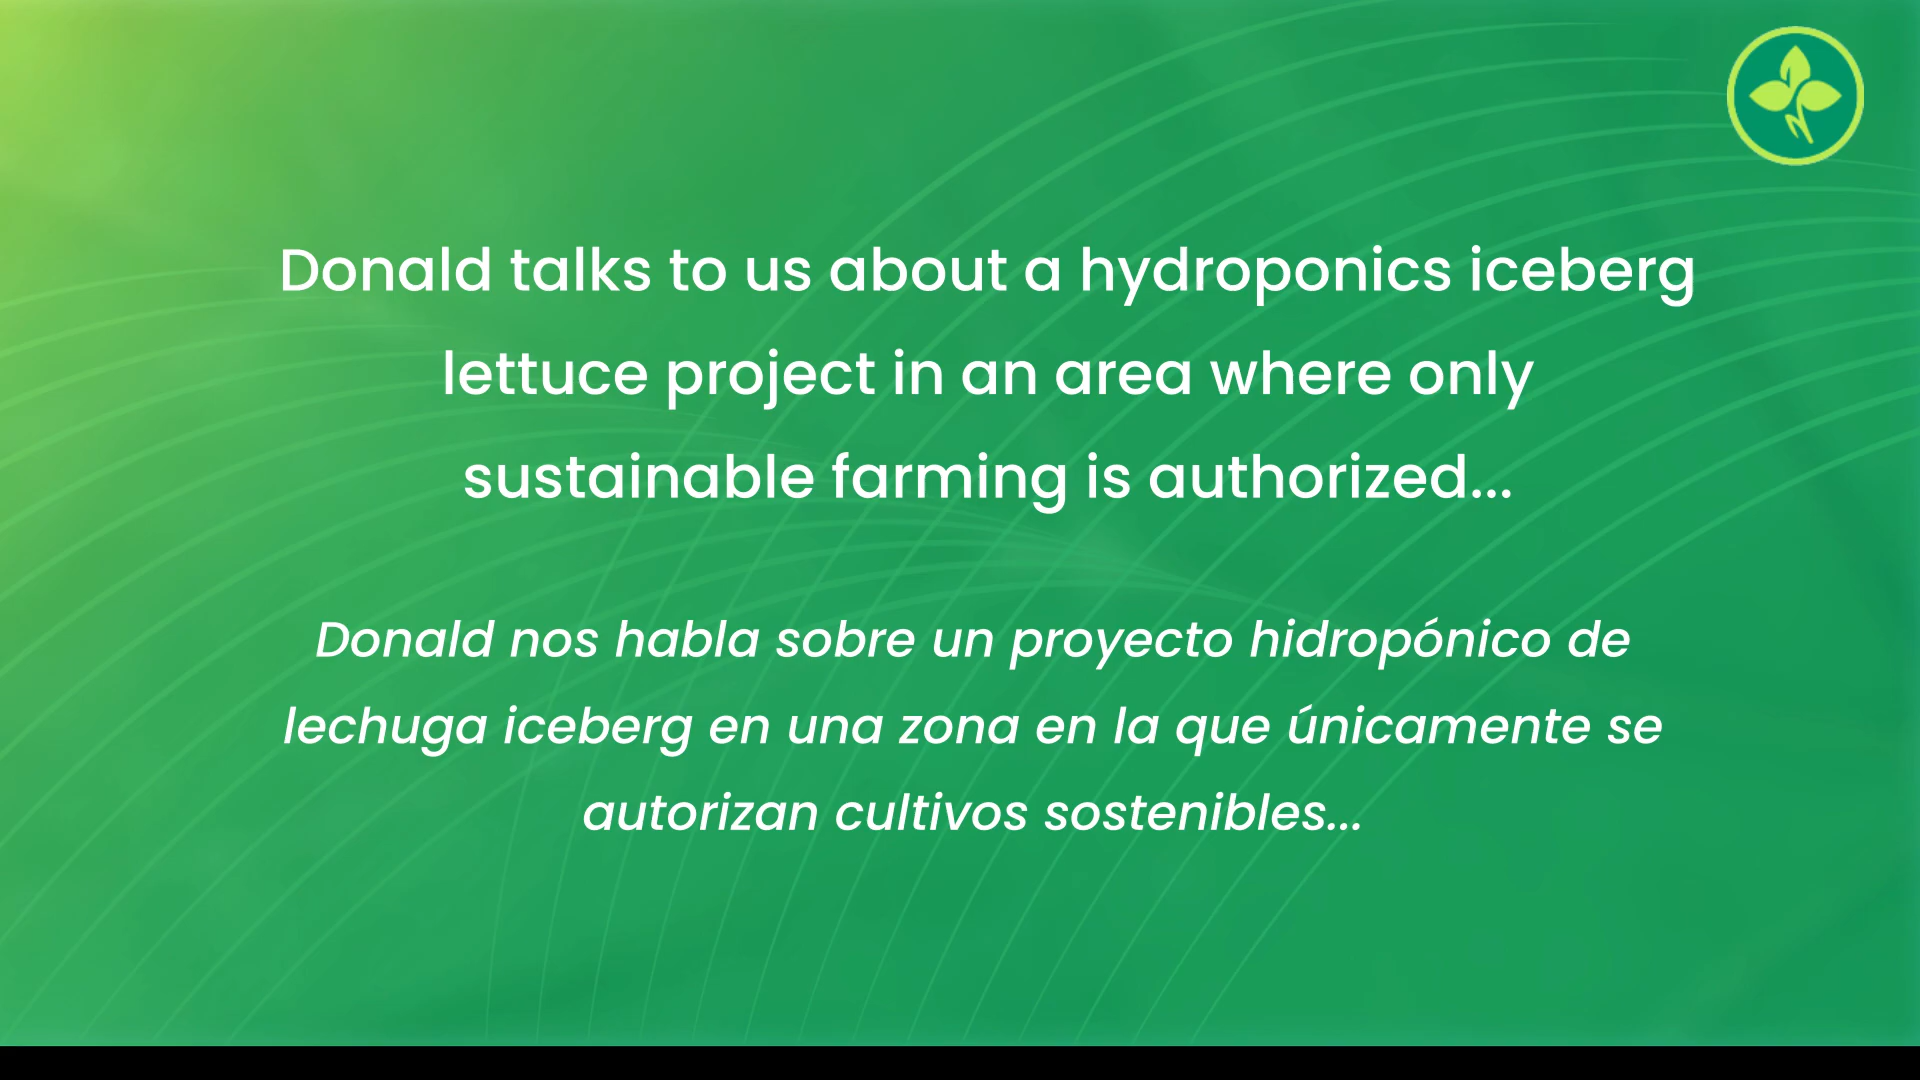 Donald talks to us about a hydroponics iceberg
lettuce project in an area where only
sustainable farming is authorized...
Donald nos habla sobre un proyecto hidropónico de
lechuga iceberg en una zona en la que únicamente se
autorizan cultivos sostenibles...